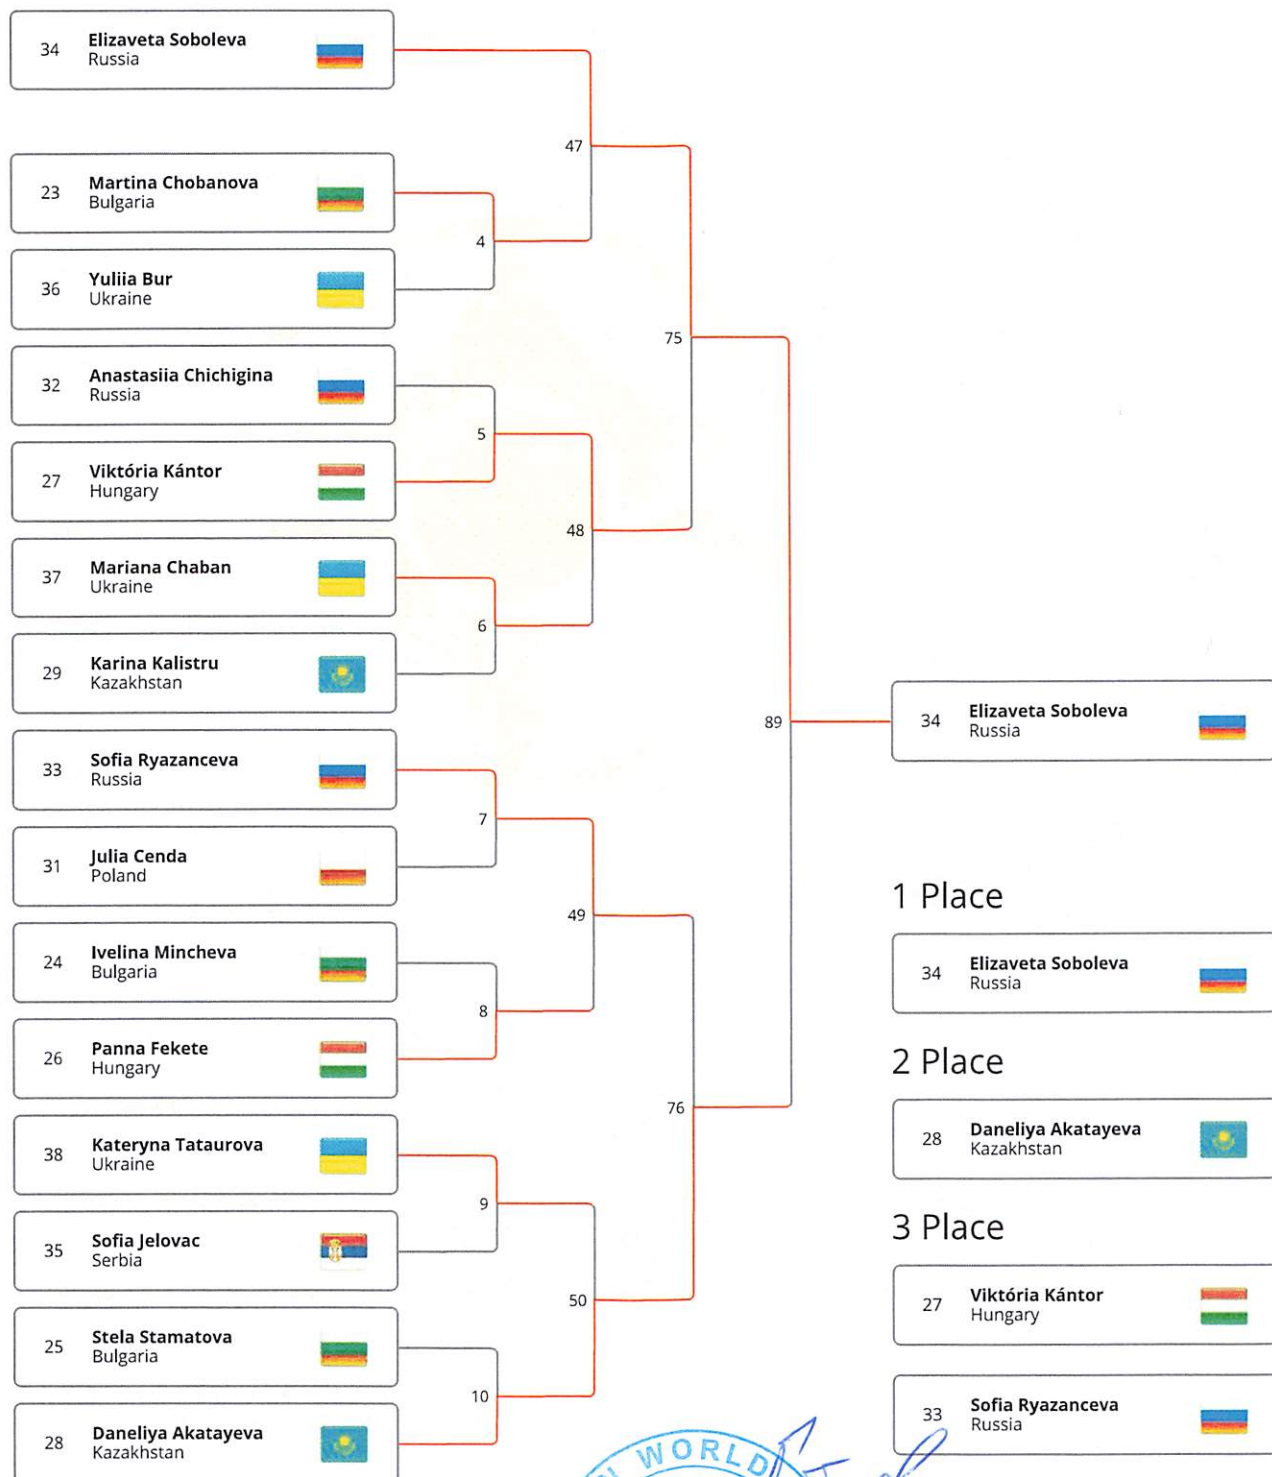 34 Elizaveta Soboleva
Russia
47
23 Martina Chobanova
Bulgaria
4
36 Yuliia Bur
Ukraine
75
32 Anastasiia Chichigina
Russia
5
27 Viktória Kántor
Hungary
48
37 Mariana Chaban
Ukraine
6
29 Karina Kalistru
Kazakhstan
89
34 Elizaveta Soboleva
Russia
33 Sofia Ryazanceva
Russia
7
31 Julia Cenda
Poland
49
24 Ivelina Mincheva
Bulgaria
8
26 Panna Fekete
Hungary
76
38 Kateryna Tataurova
Ukraine
9
35 Sofia Jelovac
Serbia
50
25 Stela Stamatova
Bulgaria
10
28 Daneliya Akatayeva
Kazakhstan
1 Place
34 Elizaveta Soboleva
Russia
2 Place
28 Daneliya Akatayeva
Kazakhstan
3 Place
27 Viktória Kántor
Hungary
33 Sofia Ryazanceva
Russia
WORLD